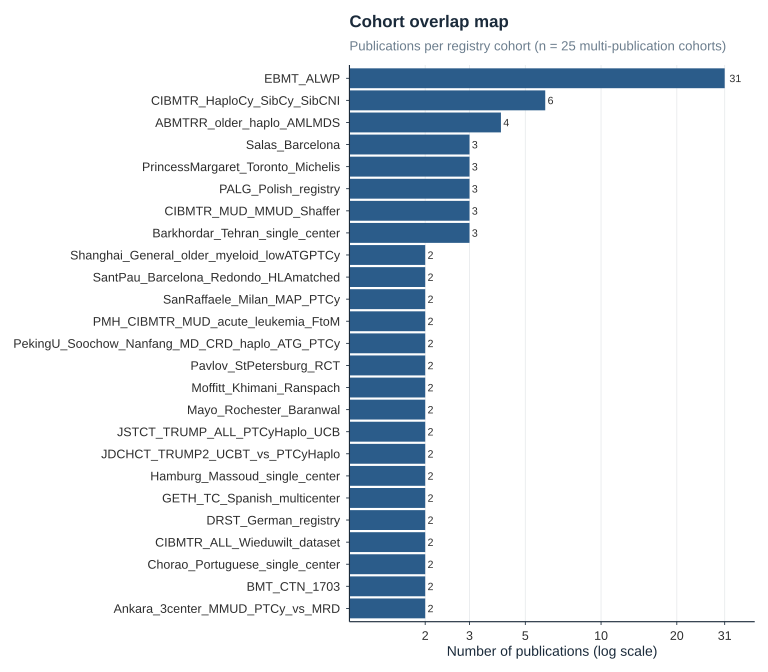 Cohort overlap map
Publications per registry cohort (n = 25 multi-publication cohorts)
EBMT_ALWP 31
CIBMTR_HaploCy_SibCy_SibCNI 6
ABMTRR_older_haplo_AMLMDS 4
Salas_Barcelona 3
PrincessMargaret_Toronto_Michelis 3
PALG_Polish_registry 3
CIBMTR_MUD_MMUD_Shaffer 3
Barkhordar_Tehran_single_center 3
Shanghai_General_older_myeloid_lowATGPTCy 2
SantPau_Barcelona_Redondo_HLAmatched 2
SanRaffaele_Milan_MAP_PTCy 2
PMH_CIBMTR_MUD_acute_leukemia_FtoM 2
PekingU_Soochow_Nanfang_MD_CRD_haplo_ATG_PTCy 2
Pavlov_StPetersburg_RCT 2
Moffitt_Khimani_Ranspach 2
Mayo_Rochester_Baranwal 2
JSTCT_TRUMP_ALL_PTCyHaplo_UCB 2
JDCHCT_TRUMP2_UCBT_vs_PTCyHaplo 2
Hamburg_Massoud_single_center 2
GETH_TC_Spanish_multicenter 2
DRST_German_registry 2
CIBMTR_ALL_Wieduwilt_dataset 2
Chorao_Portuguese_single_center 2
BMT_CTN_1703 2
Ankara_3center_MMUD_PTCy_vs_MRD 2
2 3 5 10 20 31
Number of publications (log scale)